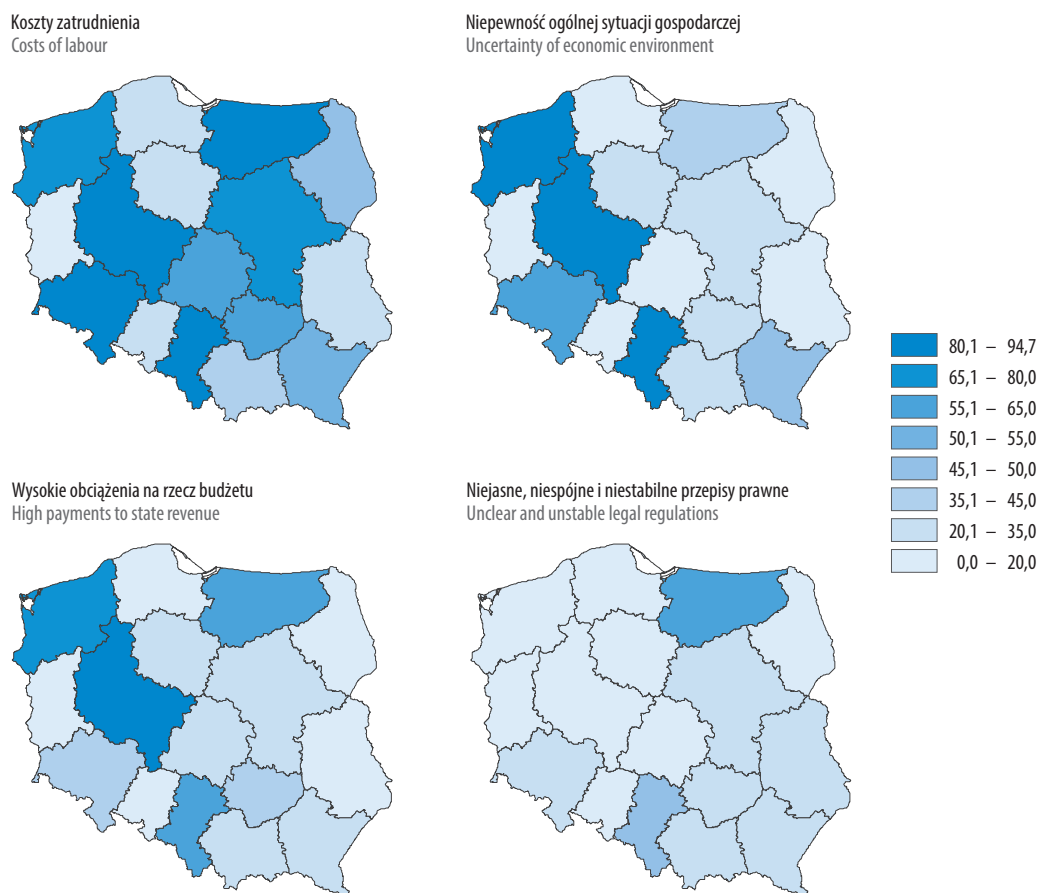 Koszty zatrudnienia
Costs of labour
Niepewność ogólnej sytuacji gospodarczej
Uncertainty of economic environment
80,1 – 94,7
65,1 – 80,0
55,1 – 65,0
50,1 – 55,0
45,1 – 50,0
35,1 – 45,0
20,1 – 35,0
0,0 – 20,0
Wysokie obciążenia na rzecz budżetu
High payments to state revenue
Niejasne, niespójne i niestabilne przepisy prawne
Unclear and unstable legal regulations